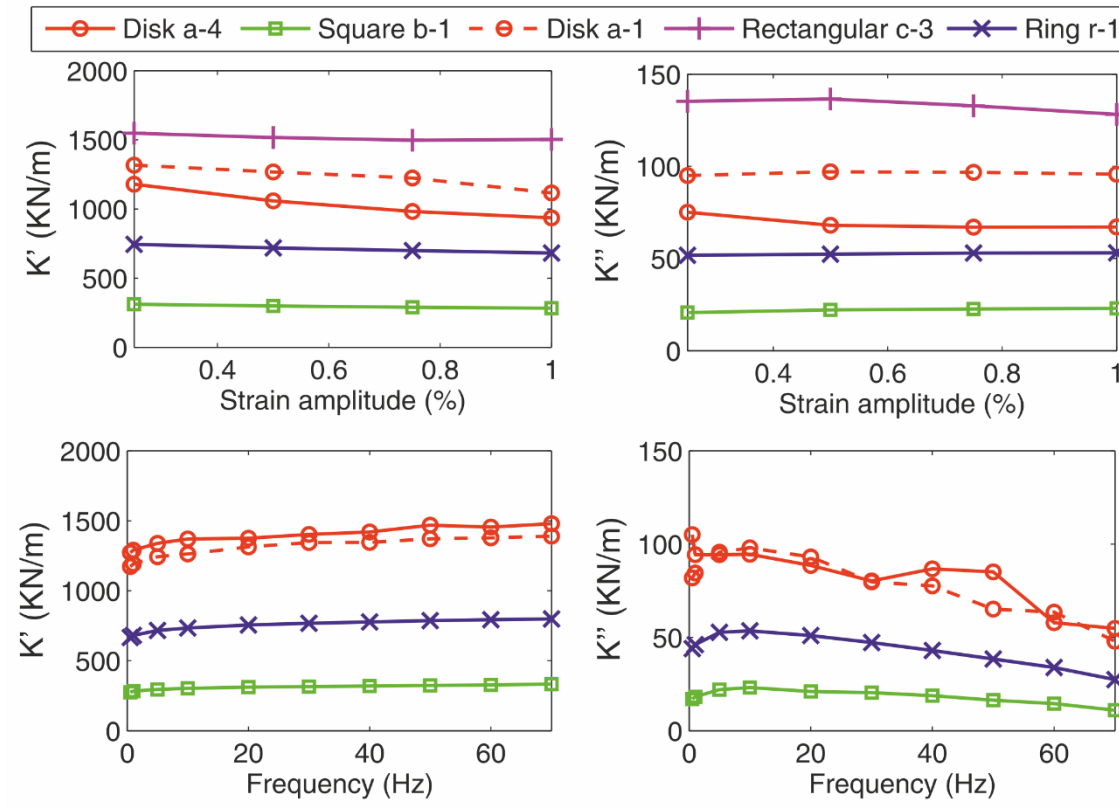 Disk a-4 Square b-1 Disk a-1 Rectangular c-3 Ring r-1
2000
1500
1000
500
0
K' (KN/m)
0.4 0.6 0.8 1
Strain amplitude (%)
150
100
50
0
K'' (KN/m)
0.4 0.6 0.8 1
Strain amplitude (%)
2000
1500
1000
500
0
K' (KN/m)
0 20 40 60
Frequency (Hz)
150
100
50
0
K'' (KN/m)
0 20 40 60
Frequency (Hz)